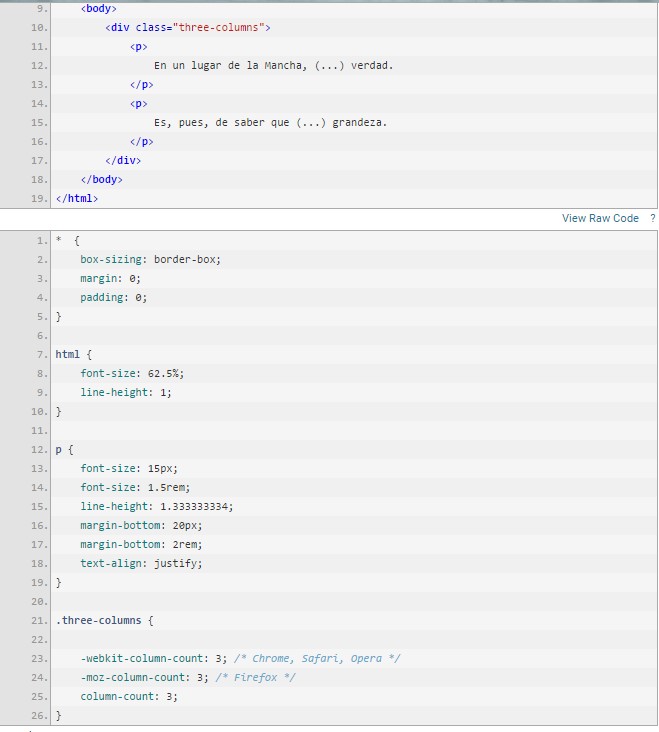 9. <body>
10. <div class="three-columns">
11. <p>
12. En un lugar de la Mancha, (...) verdad.
13. </p>
14. <p>
15. Es, pues, de saber que (...) grandeza.
16. </p>
17. </div>
18. </body>
19. </html>
View Raw Code ?
1. * {
2. box-sizing: border-box;
3. margin: 0;
4. padding: 0;
5. }
6.
7. html {
8. font-size: 62.5%;
9. line-height: 1;
10. }
11.
12. p {
13. font-size: 15px;
14. font-size: 1.5rem;
15. line-height: 1.333333334;
16. margin-bottom: 20px;
17. margin-bottom: 2rem;
18. text-align: justify;
19. }
20.
21. .three-columns {
22.
23. -webkit-column-count: 3; /* Chrome, Safari, Opera */
24. -moz-column-count: 3; /* Firefox */
25. column-count: 3;
26. }